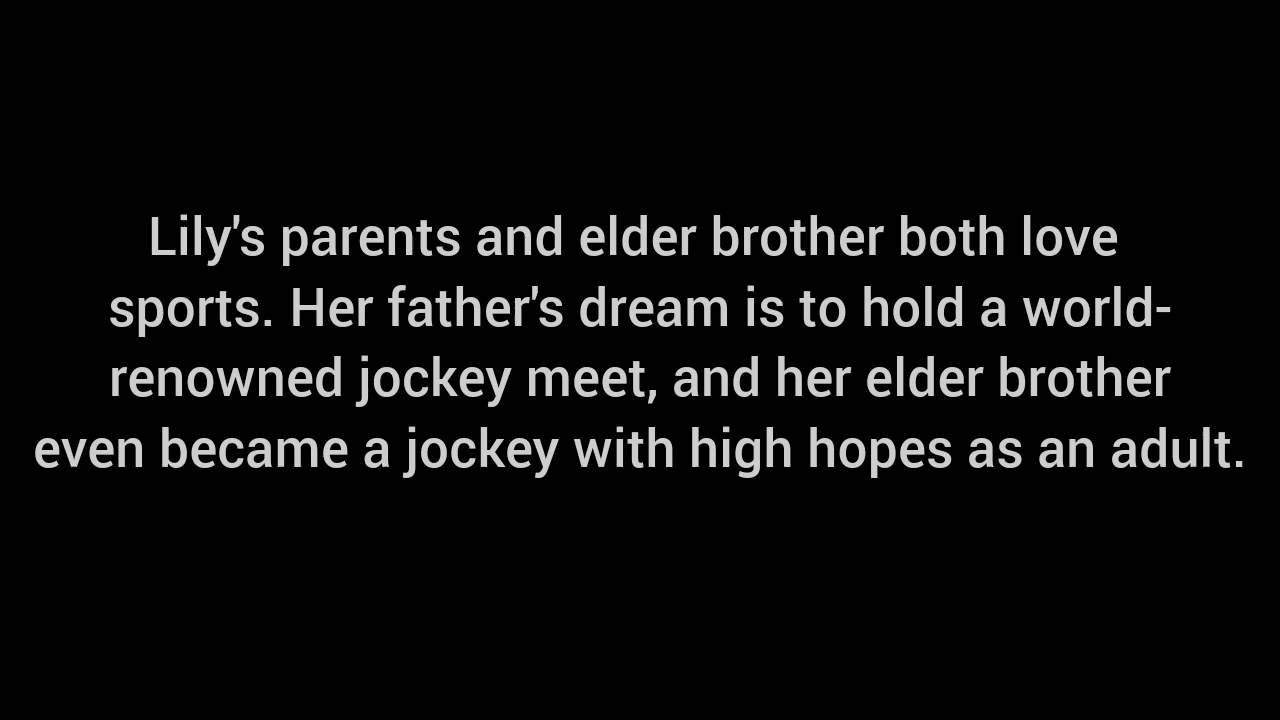 Lily's parents and elder brother both love
sports. Her father's dream is to hold a world-
renowned jockey meet, and her elder brother
even became a jockey with high hopes as an adult.